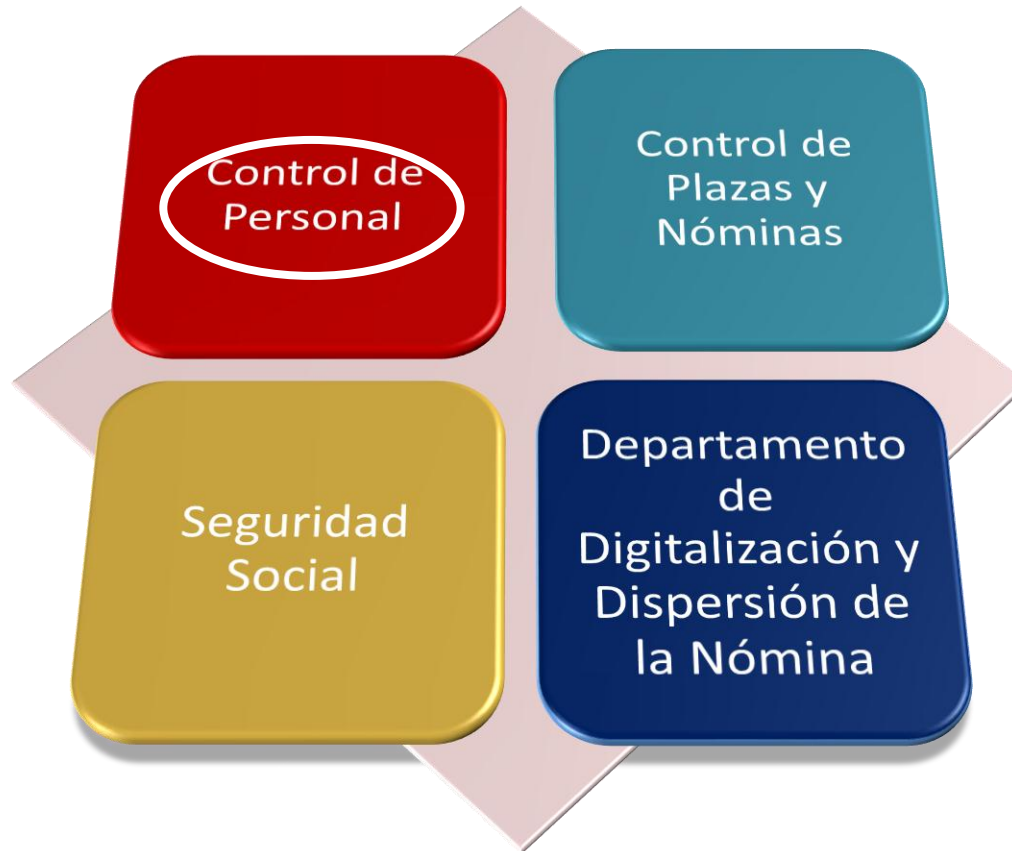 Control de
Personal
Control de
Plazas y
Nóminas
Seguridad
Social
Departamento
de
Digitalización y
Dispersión de
la Nómina